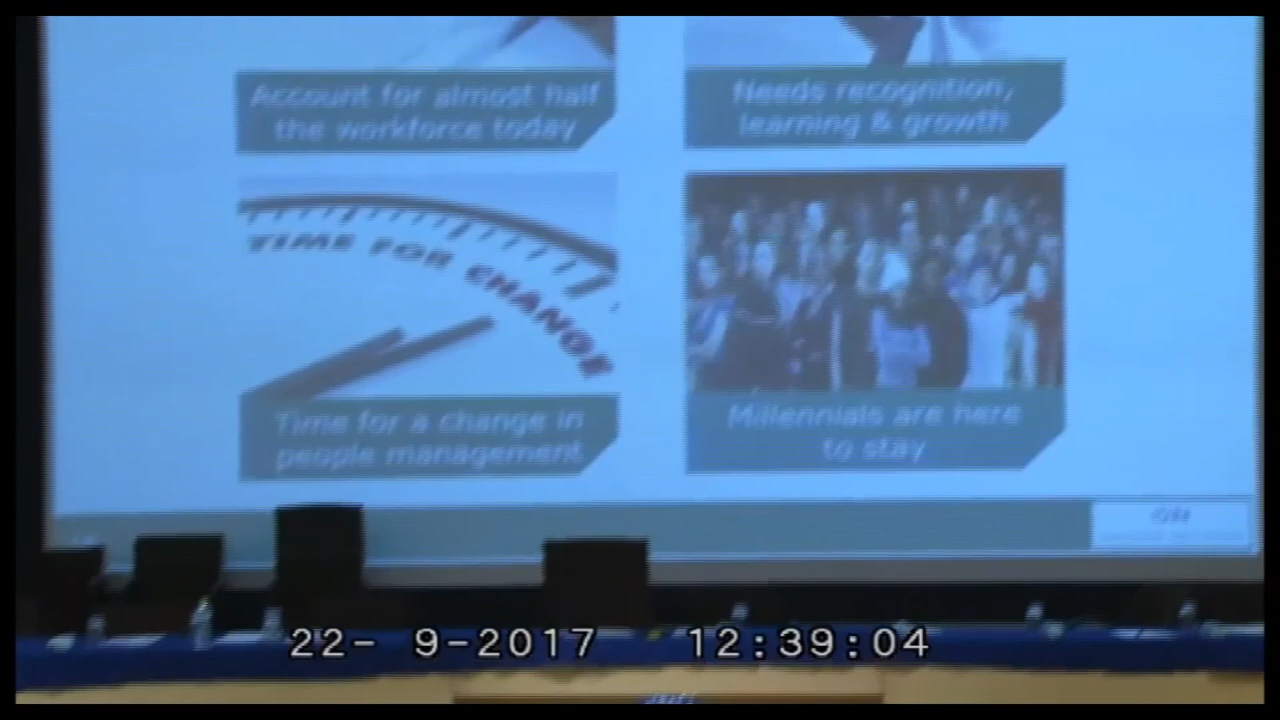 Account for almost half
the workforce today
Needs recognition,
learning & growth
TIME FOR CHANGE
Time for a change in
people management
Millennials are here
to stay
22- 9-2017 12:39:04